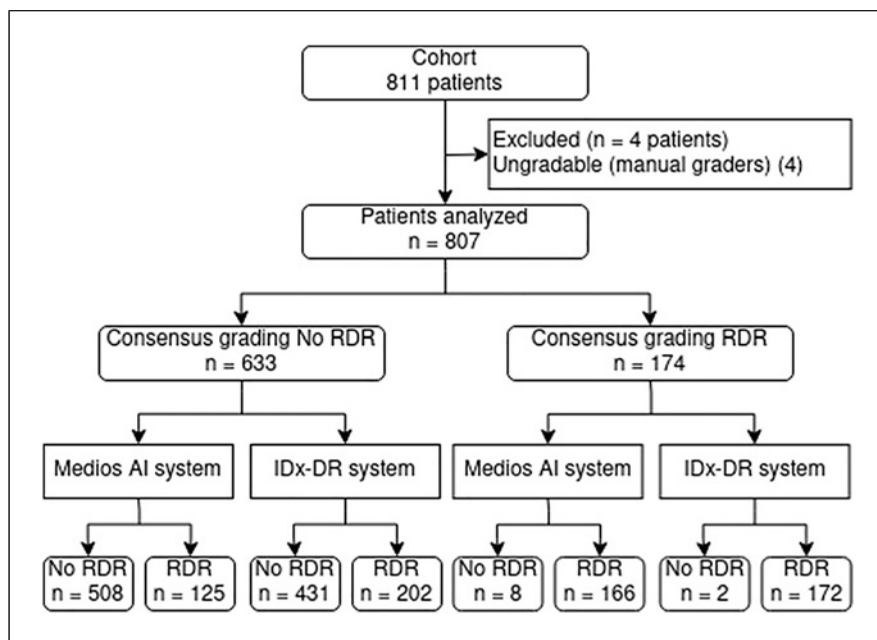 Cohort
811 patients
Excluded (n = 4 patients)
Ungradable (manual graders) (4)
Patients analyzed
n = 807
Consensus grading No RDR
n = 633
Consensus grading RDR
n = 174
Medios AI system
IDx-DR system
Medios AI system
IDx-DR system
No RDR
n = 508
RDR
n = 125
No RDR
n = 431
RDR
n = 202
No RDR
n = 8
RDR
n = 166
No RDR
n = 2
RDR
n = 172